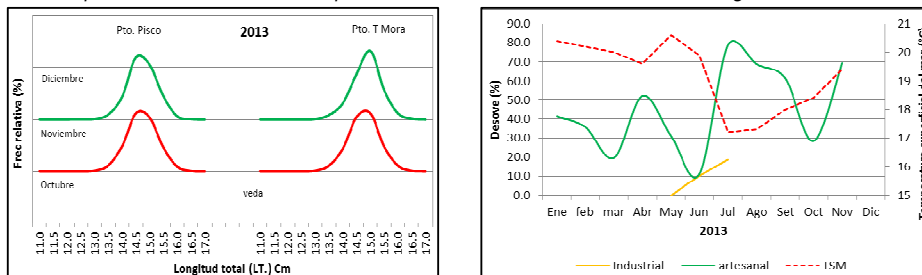 2013
Pto. Pisco
Pto. T Mora
Diciembre
Noviembre
Octubre
veda
Frec relativa (%)
11.0 11.5 12.0 12.5 13.0 13.5 14.0 14.5 15.0 15.5 16.0 16.5 17.0 11.0 11.5 12.0 12.5 13.0 13.5 14.0 14.5 15.0 15.5 16.0 16.5 17.0
Longitud total (LT.) Cm
Desove (%)
90.0
80.0
70.0
60.0
50.0
40.0
30.0
20.0
10.0
0.0
21
20
19
18
17
16
15
Ene feb mar Abr May Jun Jul Ago Set Oct Nov Dic
2013
Industrial artesanal TSM